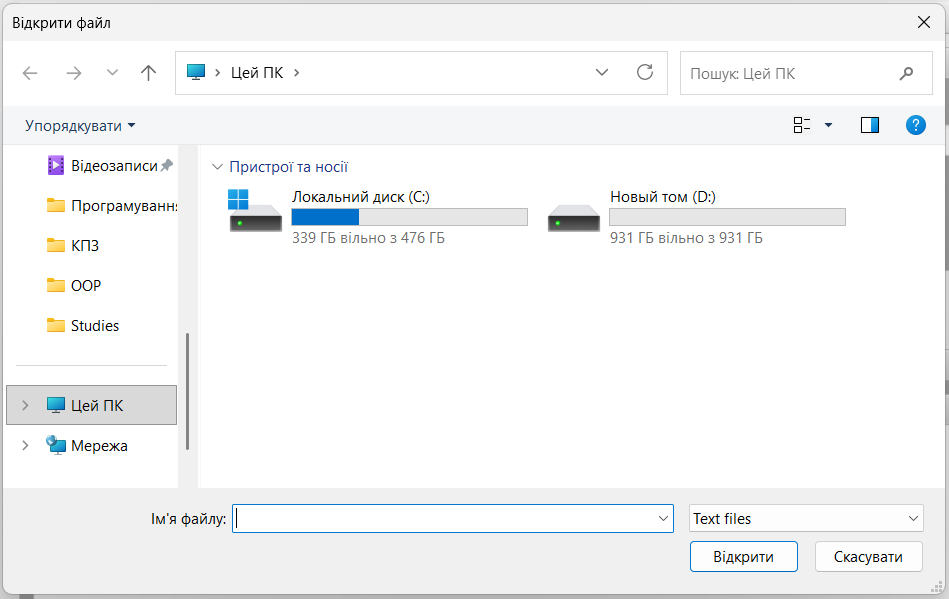 Відкрити файл
Цей ПК
Пошук: Цей ПК
Упорядкувати
?
Відеозаписи
Програмуванн
КПЗ
OOP
Studies
Цей ПК
Мережа
Пристрої та носії
Локальний диск (C:)
339 ГБ вільно з 476 ГБ
Новый том (D:)
931 ГБ вільно з 931 ГБ
Ім'я файлу:
Text files
Відкрити
Скасувати